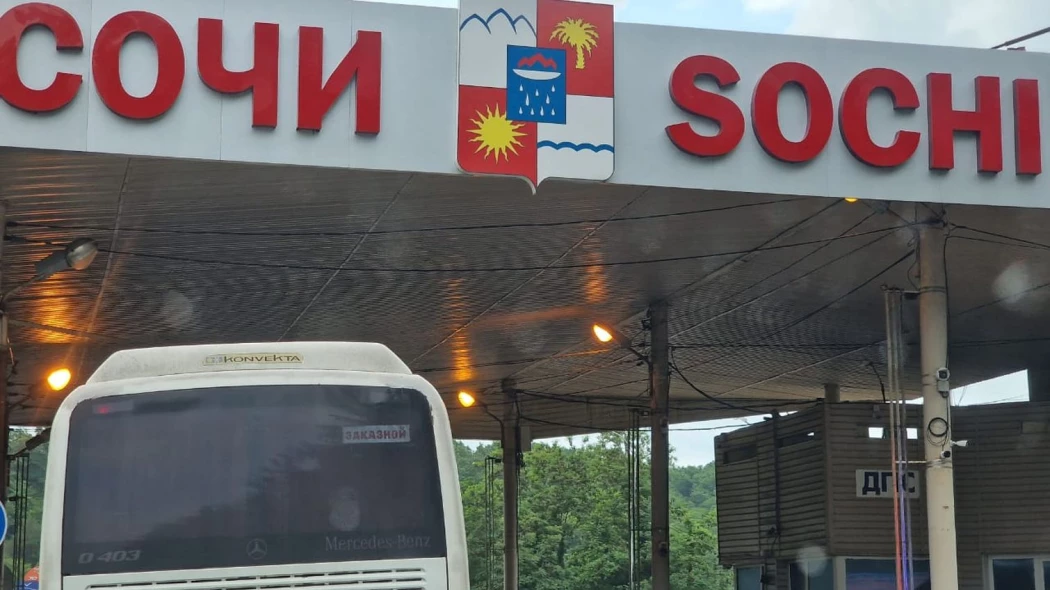 СОЧИ
SOCHI
KONVEKTA
ЗАКАЗНОЙ
ДПС
O 403
Mercedes-Benz